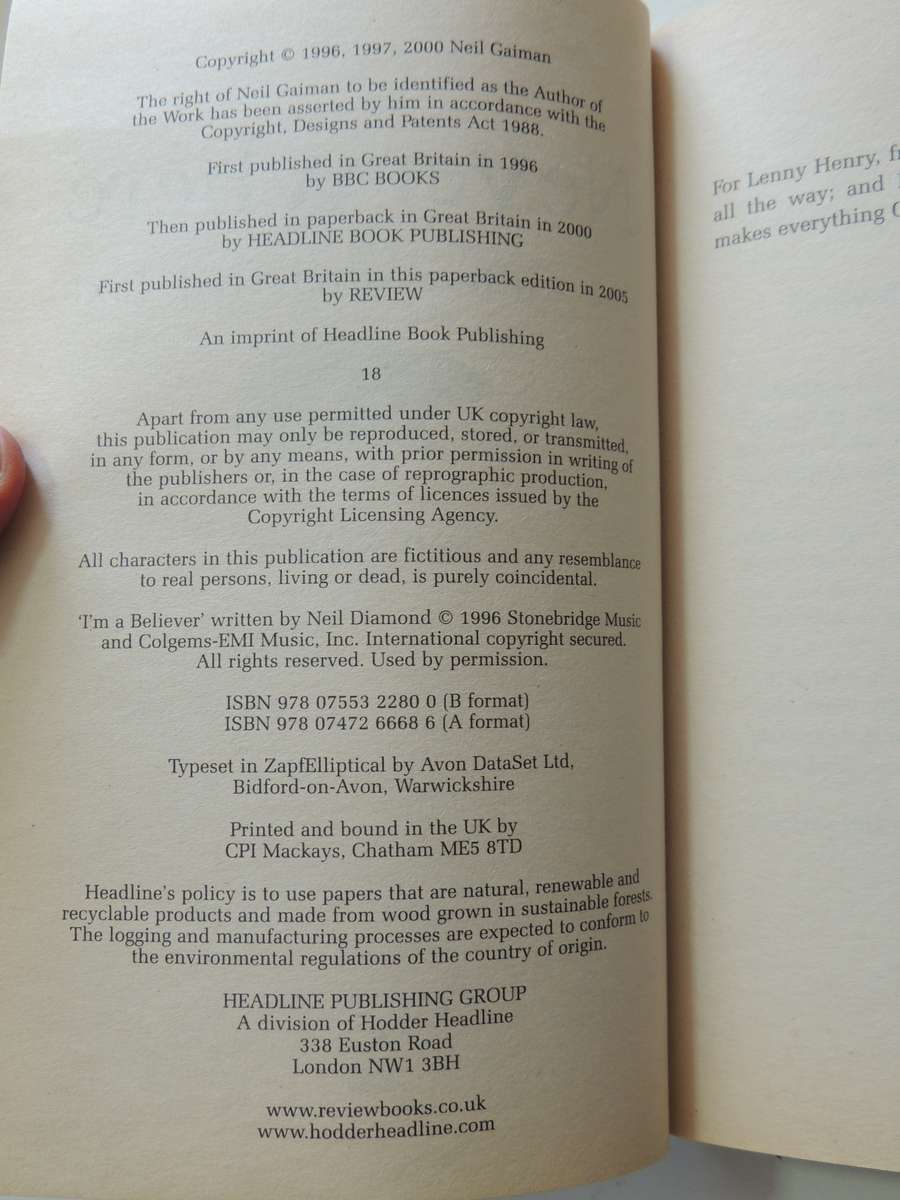 Copyright © 1996, 1997, 2000 Neil Gaiman
The right of Neil Gaiman to be identified as the Author of
the Work has been asserted by him in accordance with the
Copyright, Designs and Patents Act 1988.
First published in Great Britain in 1996
by BBC BOOKS
Then published in paperback in Great Britain in 2000
by HEADLINE BOOK PUBLISHING
First published in Great Britain in this paperback edition in 2005
by REVIEW
An imprint of Headline Book Publishing
18
Apart from any use permitted under UK copyright law,
this publication may only be reproduced, stored, or transmitted,
in any form, or by any means, with prior permission in writing of
the publishers or, in the case of reprographic production,
in accordance with the terms of licences issued by the
Copyright Licensing Agency.
All characters in this publication are fictitious and any resemblance
to real persons, living or dead, is purely coincidental.
'I'm a Believer' written by Neil Diamond © 1996 Stonebridge Music
and Colgems-EMI Music, Inc. International copyright secured.
All rights reserved. Used by permission.
ISBN 978 07553 2280 0 (B format)
ISBN 978 07472 6668 6 (A format)
Typeset in ZapfElliptical by Avon DataSet Ltd,
Bidford-on-Avon, Warwickshire
Printed and bound in the UK by
CPI Mackays, Chatham ME5 8TD
Headline's policy is to use papers that are natural, renewable and
recyclable products and made from wood grown in sustainable forests.
The logging and manufacturing processes are expected to conform to
the environmental regulations of the country of origin.
HEADLINE PUBLISHING GROUP
A division of Hodder Headline
338 Euston Road
London NW1 3BH
www.reviewbooks.co.uk
www.hodderheadline.com
For Lenny Henry,
all the way; and
makes everything